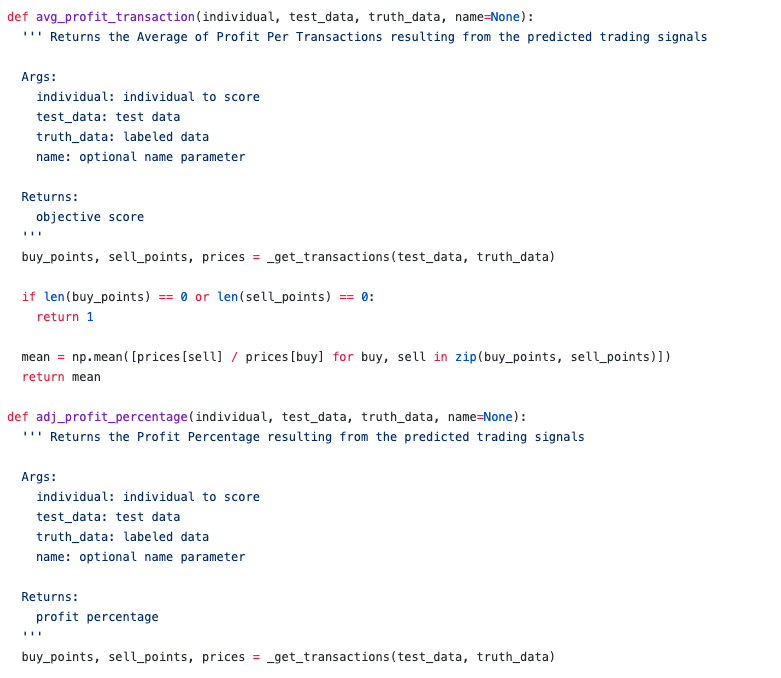 def avg_profit_transaction(individual, test_data, truth_data, name=None):
  ''' Returns the Average of Profit Per Transactions resulting from the predicted trading signals
  Args:
    individual: individual to score
    test_data: test data
    truth_data: labeled data
    name: optional name parameter
  Returns:
    objective score
  '''
  buy_points, sell_points, prices = _get_transactions(test_data, truth_data)
  if len(buy_points) == 0 or len(sell_points) == 0:
    return 1
  mean = np.mean([prices[sell] / prices[buy] for buy, sell in zip(buy_points, sell_points)])
  return mean
def adj_profit_percentage(individual, test_data, truth_data, name=None):
  ''' Returns the Profit Percentage resulting from the predicted trading signals
  Args:
    individual: individual to score
    test_data: test data
    truth_data: labeled data
    name: optional name parameter
  Returns:
    profit percentage
  '''
  buy_points, sell_points, prices = _get_transactions(test_data, truth_data)